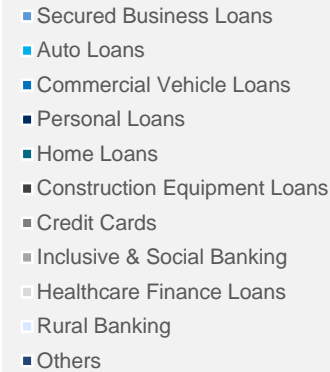 Secured Business Loans
Auto Loans
Commercial Vehicle Loans
Personal Loans
Home Loans
Construction Equipment Loans
Credit Cards
Inclusive & Social Banking
Healthcare Finance Loans
Rural Banking
Others